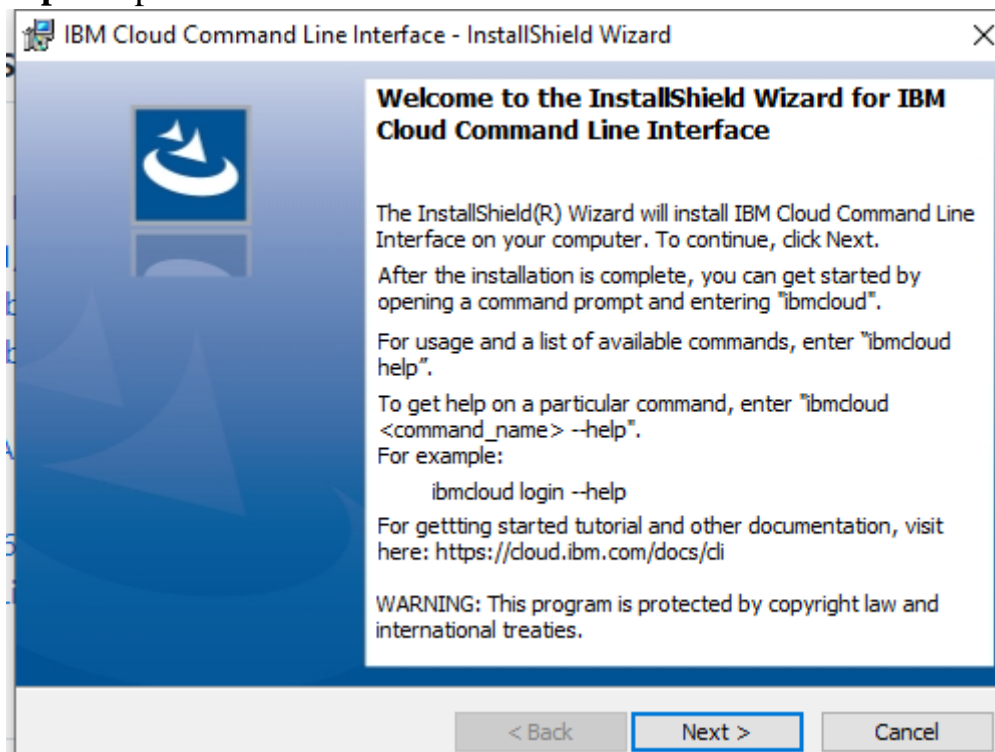 IBM Cloud Command Line Interface - InstallShield Wizard
Welcome to the InstallShield Wizard for IBM
Cloud Command Line Interface
The InstallShield(R) Wizard will install IBM Cloud Command Line
Interface on your computer. To continue, click Next.
After the installation is complete, you can get started by
opening a command prompt and entering "ibmcloud".
For usage and a list of available commands, enter “ibmcloud
help”.
To get help on a particular command, enter "ibmcloud
<command_name> --help".
For example:
ibmcloud login --help
For gettting started tutorial and other documentation, visit
here: https://cloud.ibm.com/docs/cli
WARNING: This program is protected by copyright law and
international treaties.
< Back
Next >
Cancel